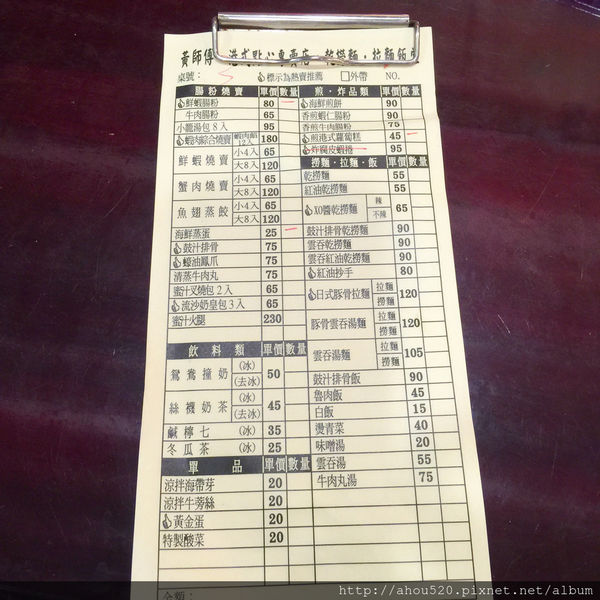 黃師傅 港式點心專賣店 乾撈麵・拉麵飯
桌號： 5 👍標示為熱賣推薦 □外帶 NO.
腸粉燒賣 單價 數量
鮮蝦腸粉 80
牛肉腸粉 65
小籠湯包8入 95
蝦肉綜合燒賣 蝦肉餡12入 180
鮮蝦燒賣 小4入 65
大8入 120
蟹肉燒賣 小4入 65
大8入 120
魚翅蒸餃 小4入 65
大8入 120
海鮮蒸蛋 25
鼓汁排骨 75
蠔油鳳爪 75
清蒸牛肉丸 75
蜜汁叉燒包2入 65
流沙奶皇包3入 65
蜜汁火腿 230
飲料類 單價 數量
鴛鴦撞奶 (冰) 50
(去冰)
絲襪奶茶 (冰) 45
(去冰)
鹹檸七 (冰) 35
冬瓜茶 (冰) 25
單品 單價 數量
涼拌海帶芽 20
涼拌牛蒡絲 20
黃金蛋 20
特製酸菜 20
金額：
煎・炸品類 單價 數量
海鮮煎餅 90
香煎蝦仁腸粉 90
香煎牛肉腸粉 75
煎港式蘿蔔糕 45
炸腐皮蝦捲 95
撈麵・拉麵・飯 單價 數量
乾撈麵 55
紅油乾撈麵 55
XO醬乾撈麵 辣 65
不辣
鼓汁排骨乾撈麵 90
雲吞乾撈麵 90
雲吞紅油乾撈麵 90
紅油抄手 80
日式豚骨拉麵 拉麵 120
撈麵
豚骨雲吞湯麵 拉麵 120
撈麵
雲吞湯麵 拉麵 105
撈麵
鼓汁排骨飯 90
魯肉飯 45
白飯 15
燙青菜 40
味噌湯 20
雲吞湯 55
牛肉丸湯 75
http://ahou520.pixnet.net/album